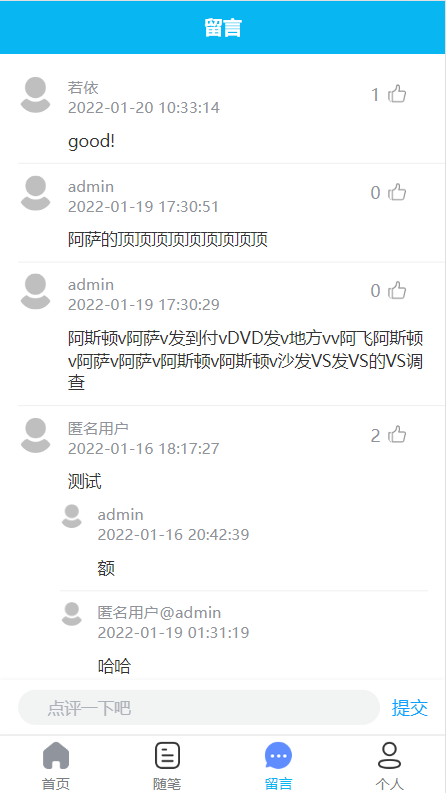 留言
若依
1
2022-01-20 10:33:14
good!
admin
0
2022-01-19 17:30:51
阿萨的顶顶顶顶顶顶顶顶顶
admin
0
2022-01-19 17:30:29
阿斯顿v阿萨v发到付vDVD发v地方vv阿飞阿斯顿
v阿萨v阿萨v阿斯顿v阿斯顿v沙发VS发VS的VS调
查
匿名用户
2
2022-01-16 18:17:27
测试
admin
2022-01-16 20:42:39
额
匿名用户@admin
2022-01-19 01:31:19
哈哈
点评一下吧
提交
首页
随笔
留言
个人